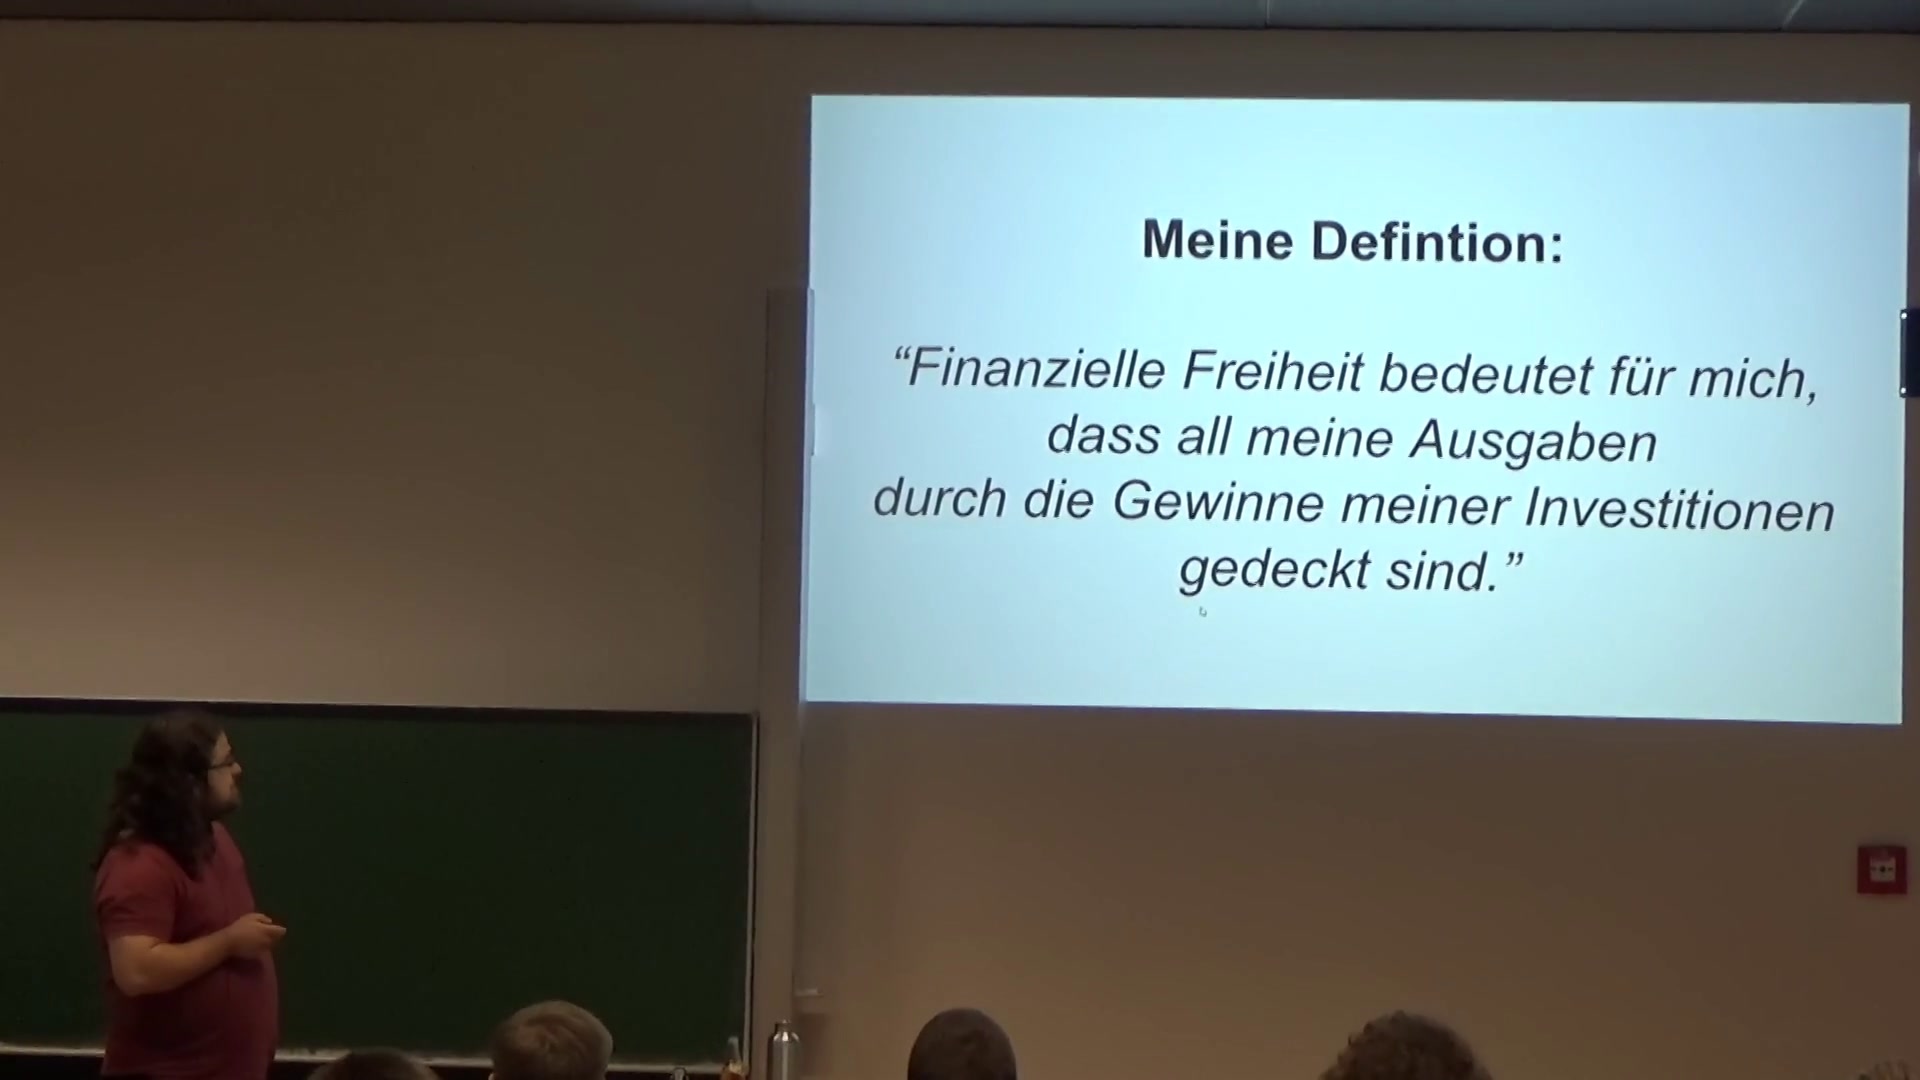 Meine Defintion:
“Finanzielle Freiheit bedeutet für mich,
dass all meine Ausgaben
durch die Gewinne meiner Investitionen
gedeckt sind.”